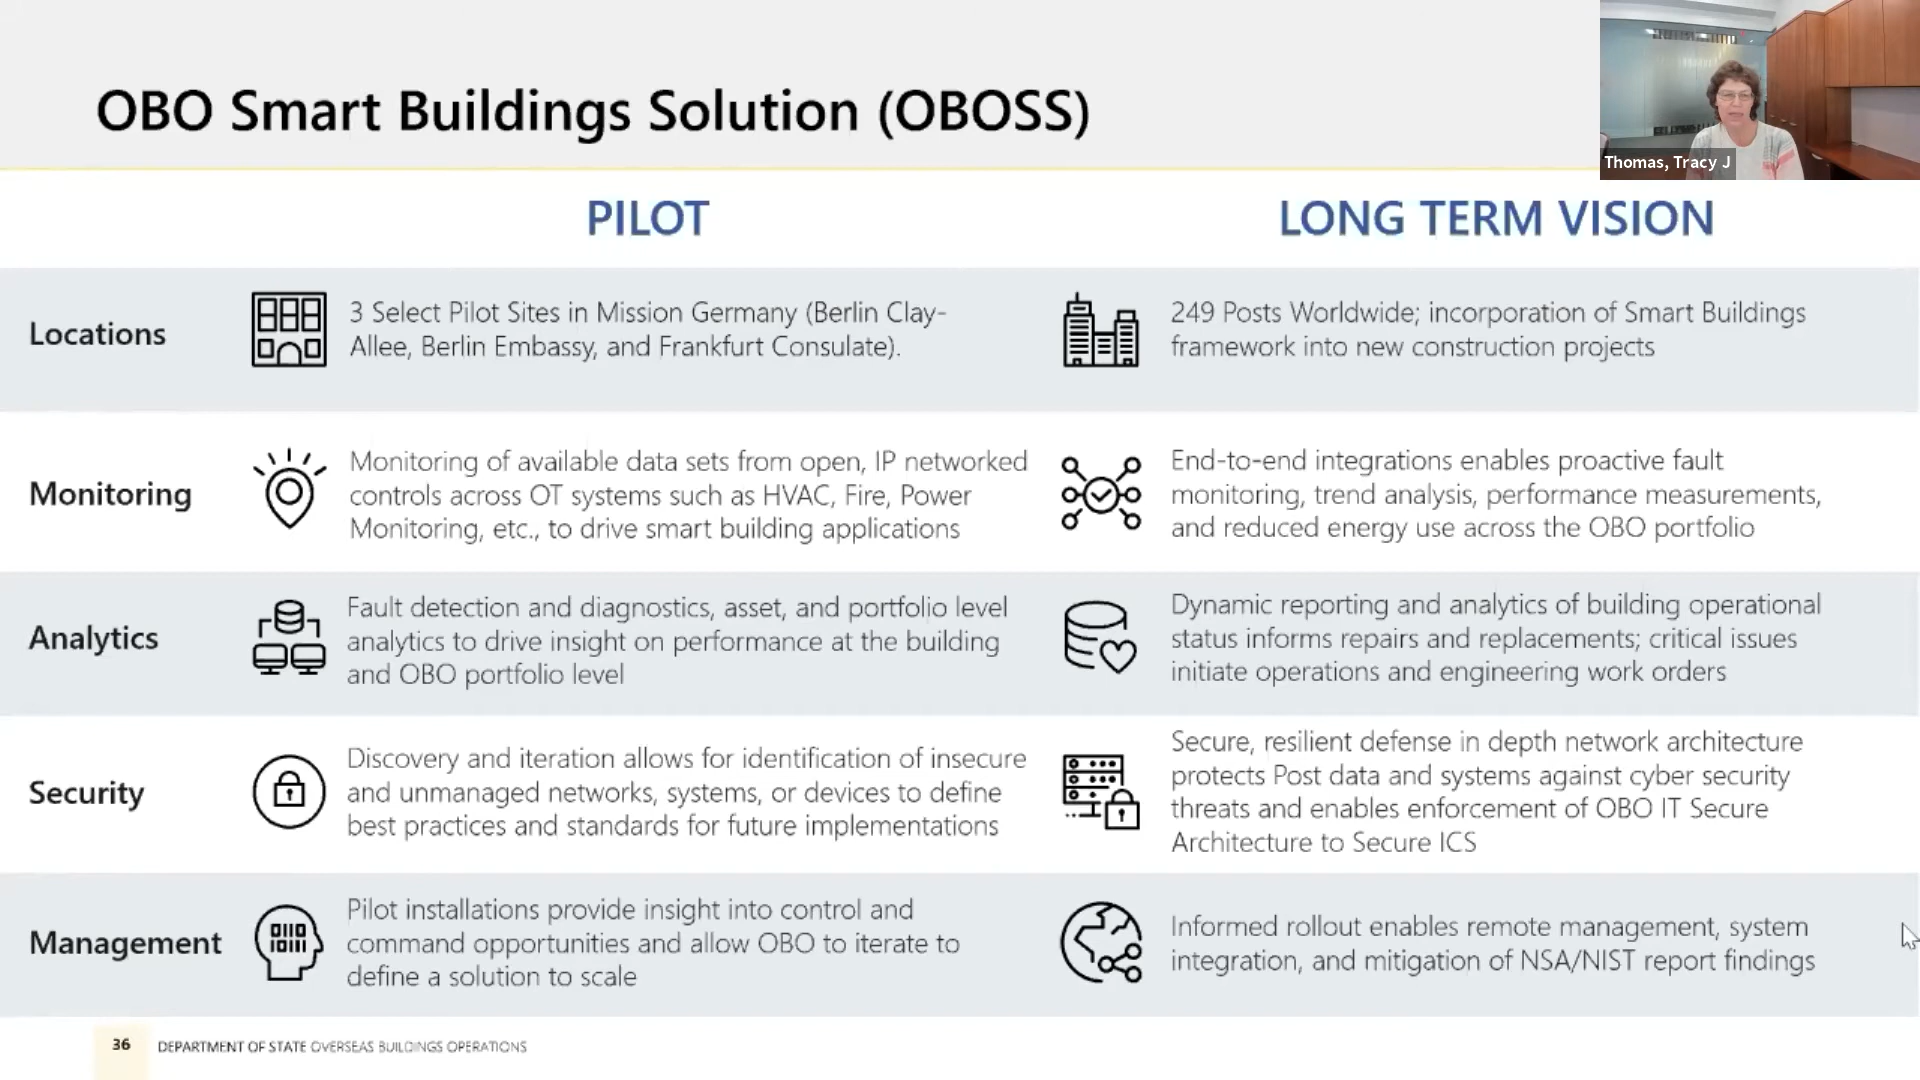 OBO Smart Buildings Solution (OBOSS)
Thomas, Tracy J
PILOT
LONG TERM VISION
Locations
3 Select Pilot Sites in Mission Germany (Berlin Clay-
Allee, Berlin Embassy, and Frankfurt Consulate).
249 Posts Worldwide; incorporation of Smart Buildings
framework into new construction projects
Monitoring
Monitoring of available data sets from open, IP networked
controls across OT systems such as HVAC, Fire, Power
Monitoring, etc., to drive smart building applications
End-to-end integrations enables proactive fault
monitoring, trend analysis, performance measurements,
and reduced energy use across the OBO portfolio
Analytics
Fault detection and diagnostics, asset, and portfolio level
analytics to drive insight on performance at the building
and OBO portfolio level
Dynamic reporting and analytics of building operational
status informs repairs and replacements; critical issues
initiate operations and engineering work orders
Security
Discovery and iteration allows for identification of insecure
and unmanaged networks, systems, or devices to define
best practices and standards for future implementations
Secure, resilient defense in depth network architecture
protects Post data and systems against cyber security
threats and enables enforcement of OBO IT Secure
Architecture to Secure ICS
Management
0110
1011
Pilot installations provide insight into control and
command opportunities and allow OBO to iterate to
define a solution to scale
Informed rollout enables remote management, system
integration, and mitigation of NSA/NIST report findings
36
DEPARTMENT OF STATE OVERSEAS BUILDINGS OPERATIONS